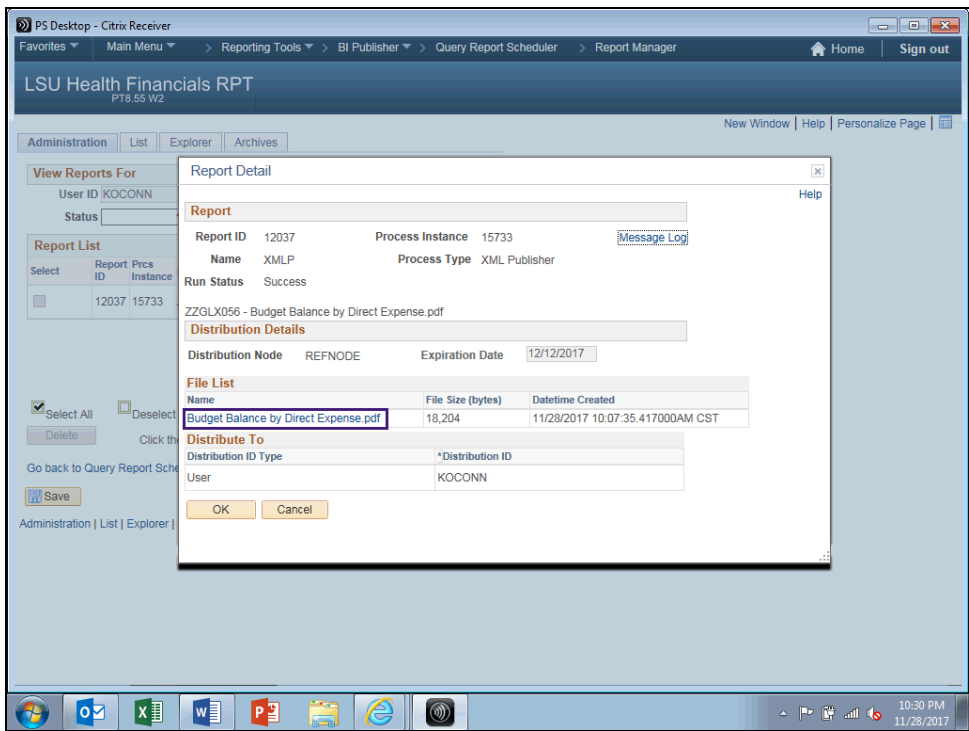 PS Desktop - Citrix Receiver
Favorites Main Menu > Reporting Tools > BI Publisher > Query Report Scheduler > Report Manager Home Sign out
LSU Health Financials RPT
PT8.55 W2
New Window | Help | Personalize Page |
Administration List Explorer Archives
View Reports For
User ID KOCONN
Status
Report List
Select Report ID Prcs Instance
12037 15733
Select All Deselect
Delete Click th
Go back to Query Report Sche
Save
Administration | List | Explorer |
Report Detail
Help
Report
Report ID 12037 Process Instance 15733 Message Log
Name XMLP Process Type XML Publisher
Run Status Success
ZZGLX056 - Budget Balance by Direct Expense.pdf
Distribution Details
Distribution Node REFNODE Expiration Date 12/12/2017
File List
Name File Size (bytes) Datetime Created
Budget Balance by Direct Expense.pdf 18,204 11/28/2017 10:07:35.417000AM CST
Distribute To
Distribution ID Type *Distribution ID
User KOCONN
OK Cancel
10:30 PM
11/28/2017